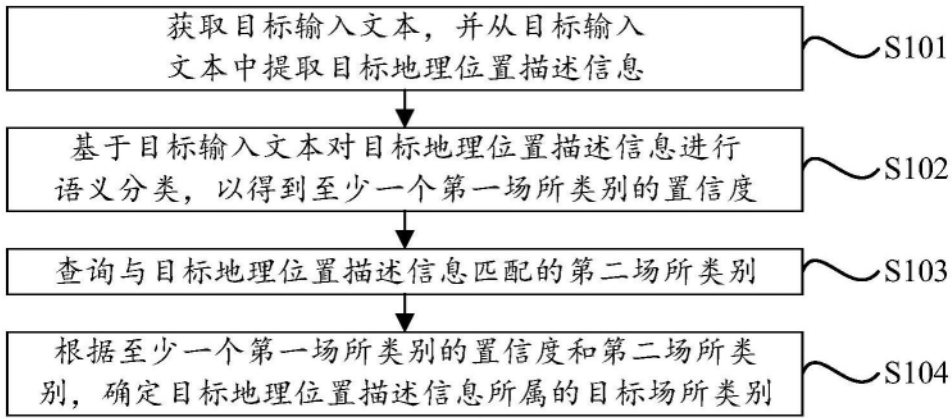 获取目标输入文本，并从目标输入
文本中提取目标地理位置描述信息
S101
基于目标输入文本对目标地理位置描述信息进行
语义分类，以得到至少一个第一场所类别的置信度
S102
查询与目标地理位置描述信息匹配的第二场所类别
S103
根据至少一个第一场所类别的置信度和第二场所类
别，确定目标地理位置描述信息所属的目标场所类别
S104